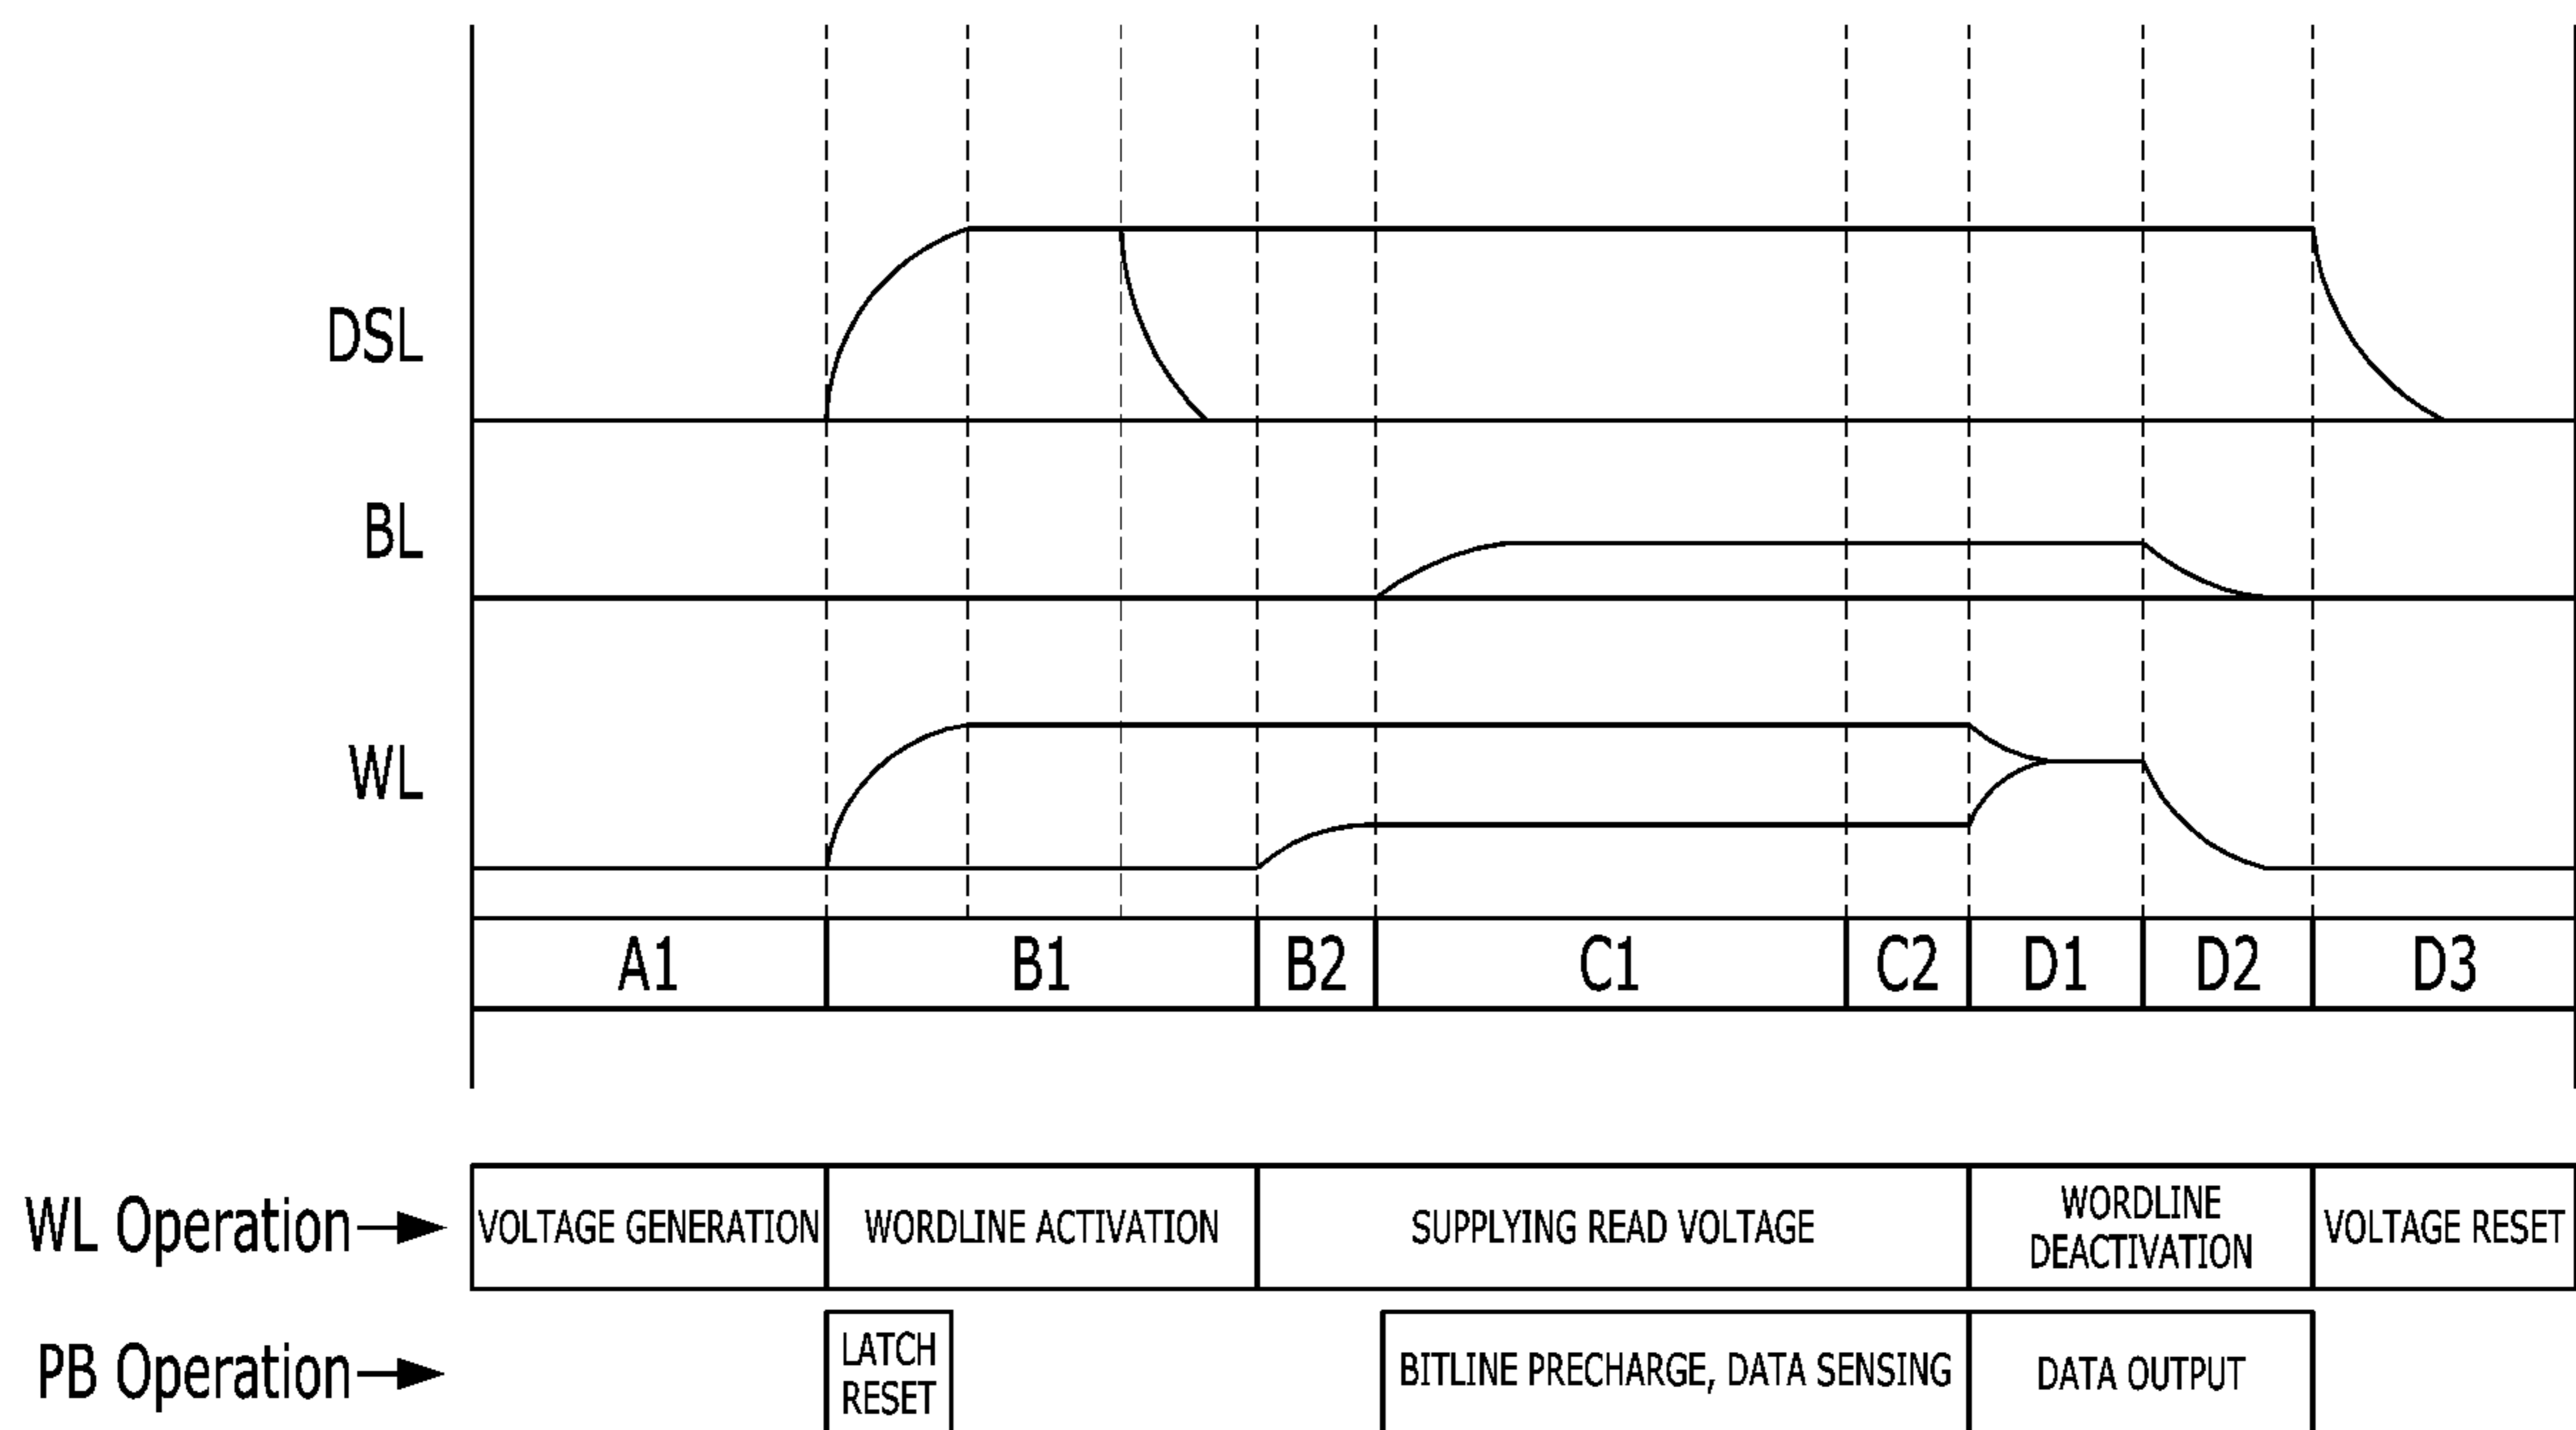 DSL
BL
WL
A1 B1 B2 C1 C2 D1 D2 D3
WL Operation
VOLTAGE GENERATION
WORDLINE ACTIVATION
SUPPLYING READ VOLTAGE
WORDLINE
DEACTIVATION
VOLTAGE RESET
PB Operation
LATCH
RESET
BITLINE PRECHARGE, DATA SENSING
DATA OUTPUT